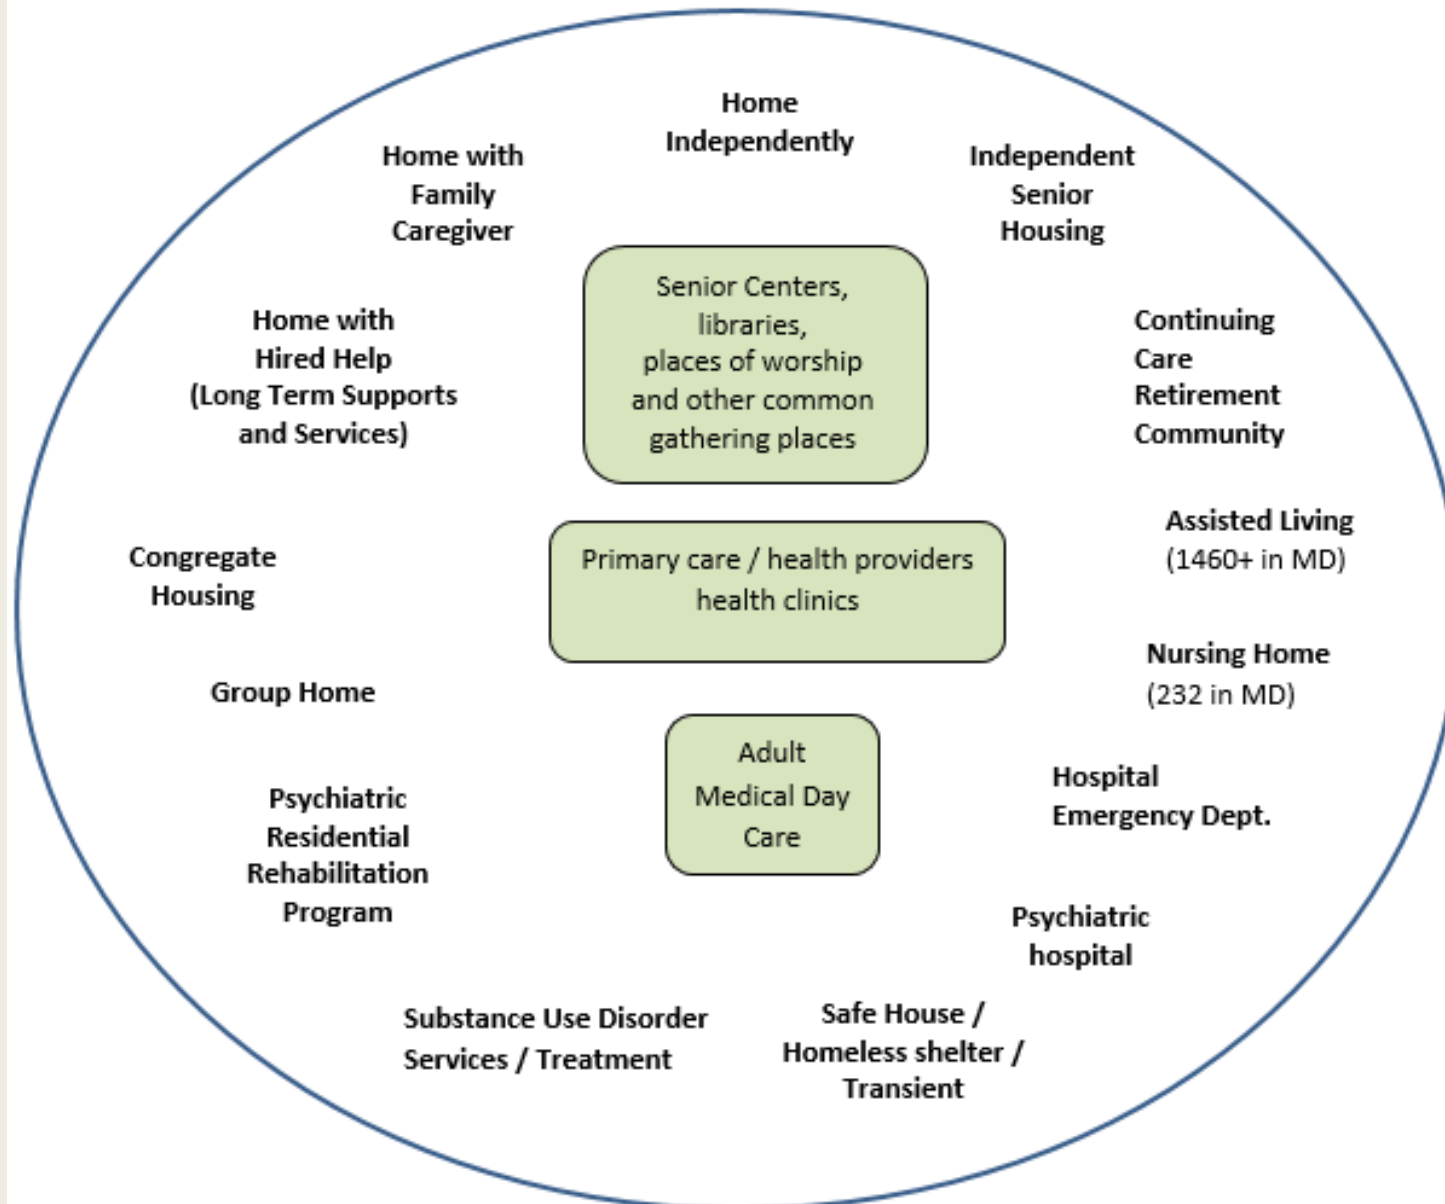 Home
Independently
Home with
Family
Caregiver
Independent
Senior
Housing
Senior Centers,
libraries,
places of worship
and other common
gathering places
Home with
Hired Help
(Long Term Supports
and Services)
Continuing
Care
Retirement
Community
Assisted Living
(1460+ in MD)
Primary care / health providers
health clinics
Congregate
Housing
Nursing Home
(232 in MD)
Group Home
Adult
Medical Day
Care
Hospital
Emergency Dept.
Psychiatric
Residential
Rehabilitation
Program
Psychiatric
hospital
Substance Use Disorder
Services / Treatment
Safe House /
Homeless shelter /
Transient